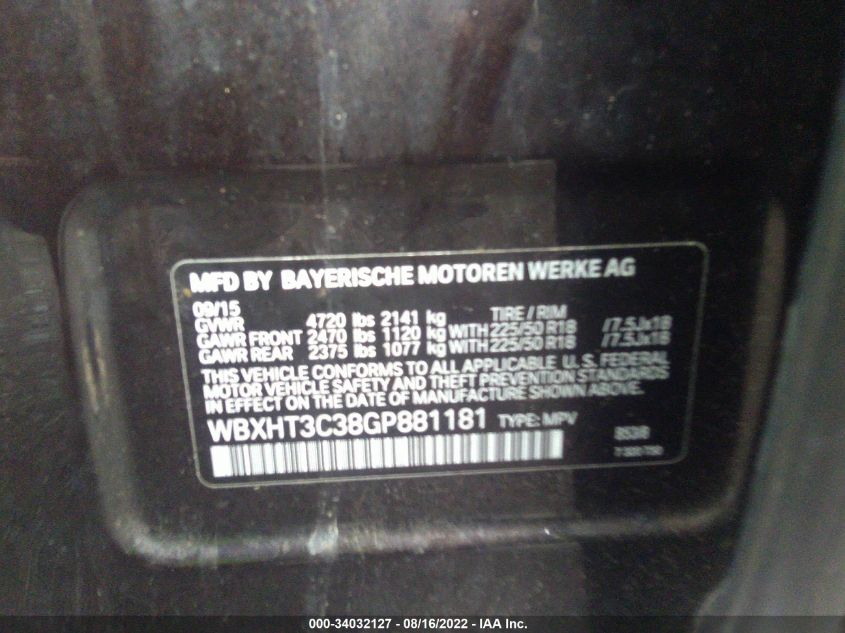 MFD BY BAYERISCHE MOTOREN WERKE AG
09/15 TIRE / RIM
GVWR 4720 lbs 2141 kg
GAWR FRONT 2470 lbs 1120 kg WITH 225/50 R18 /7.5Jx18
GAWR REAR 2375 lbs 1077 kg WITH 225/50 R18 /7.5Jx18
THIS VEHICLE CONFORMS TO ALL APPLICABLE U.S. FEDERAL
MOTOR VEHICLE SAFETY AND THEFT PREVENTION STANDARDS
IN EFFECT ON THE DATE OF MANUFACTURE SHOWN ABOVE.
WBXHT3C38GP881181 TYPE: MPV
000-34032127 - 08/16/2022 - IAA Inc.